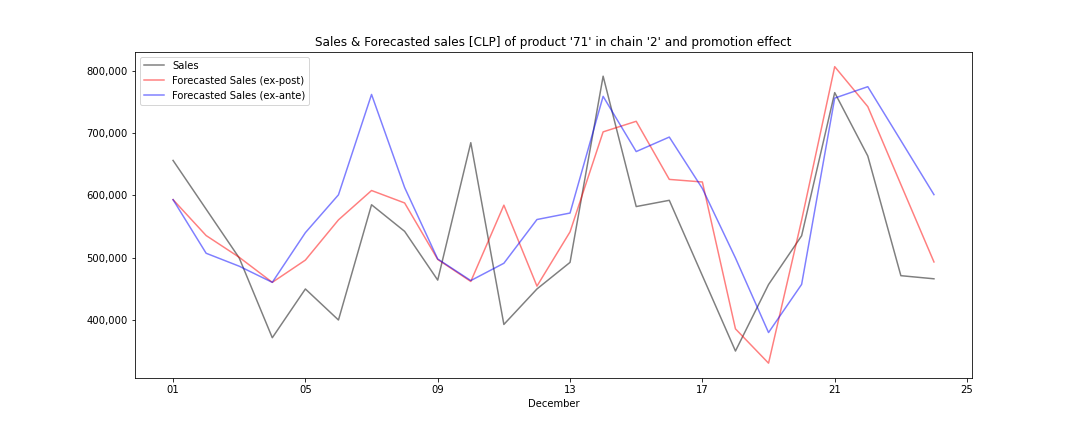 Sales & Forecasted sales [CLP] of product '71' in chain '2' and promotion effect
Sales
Forecasted Sales (ex-post)
Forecasted Sales (ex-ante)
800,000
700,000
600,000
500,000
400,000
01 05 09 13 17 21 25
December